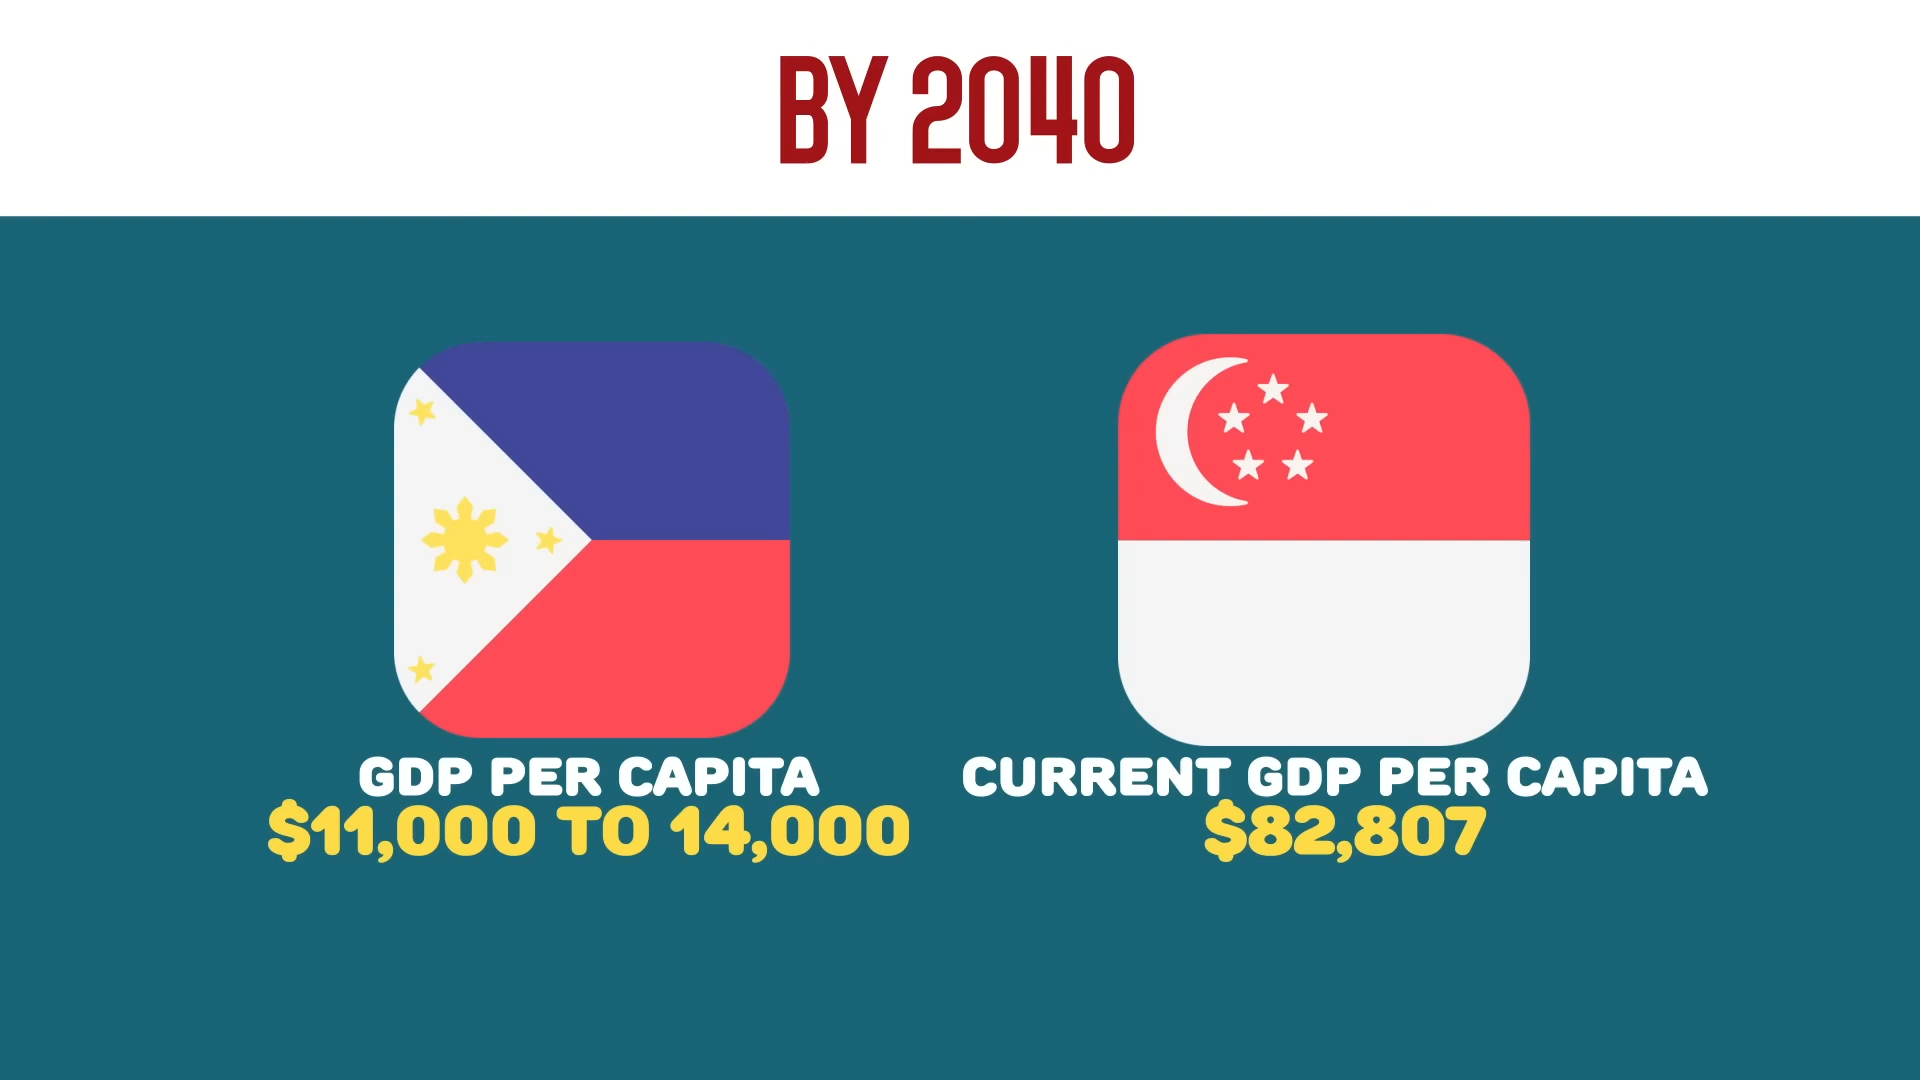 BY 2040
GDP PER CAPITA
$11,000 TO 14,000
CURRENT GDP PER CAPITA
$82,807